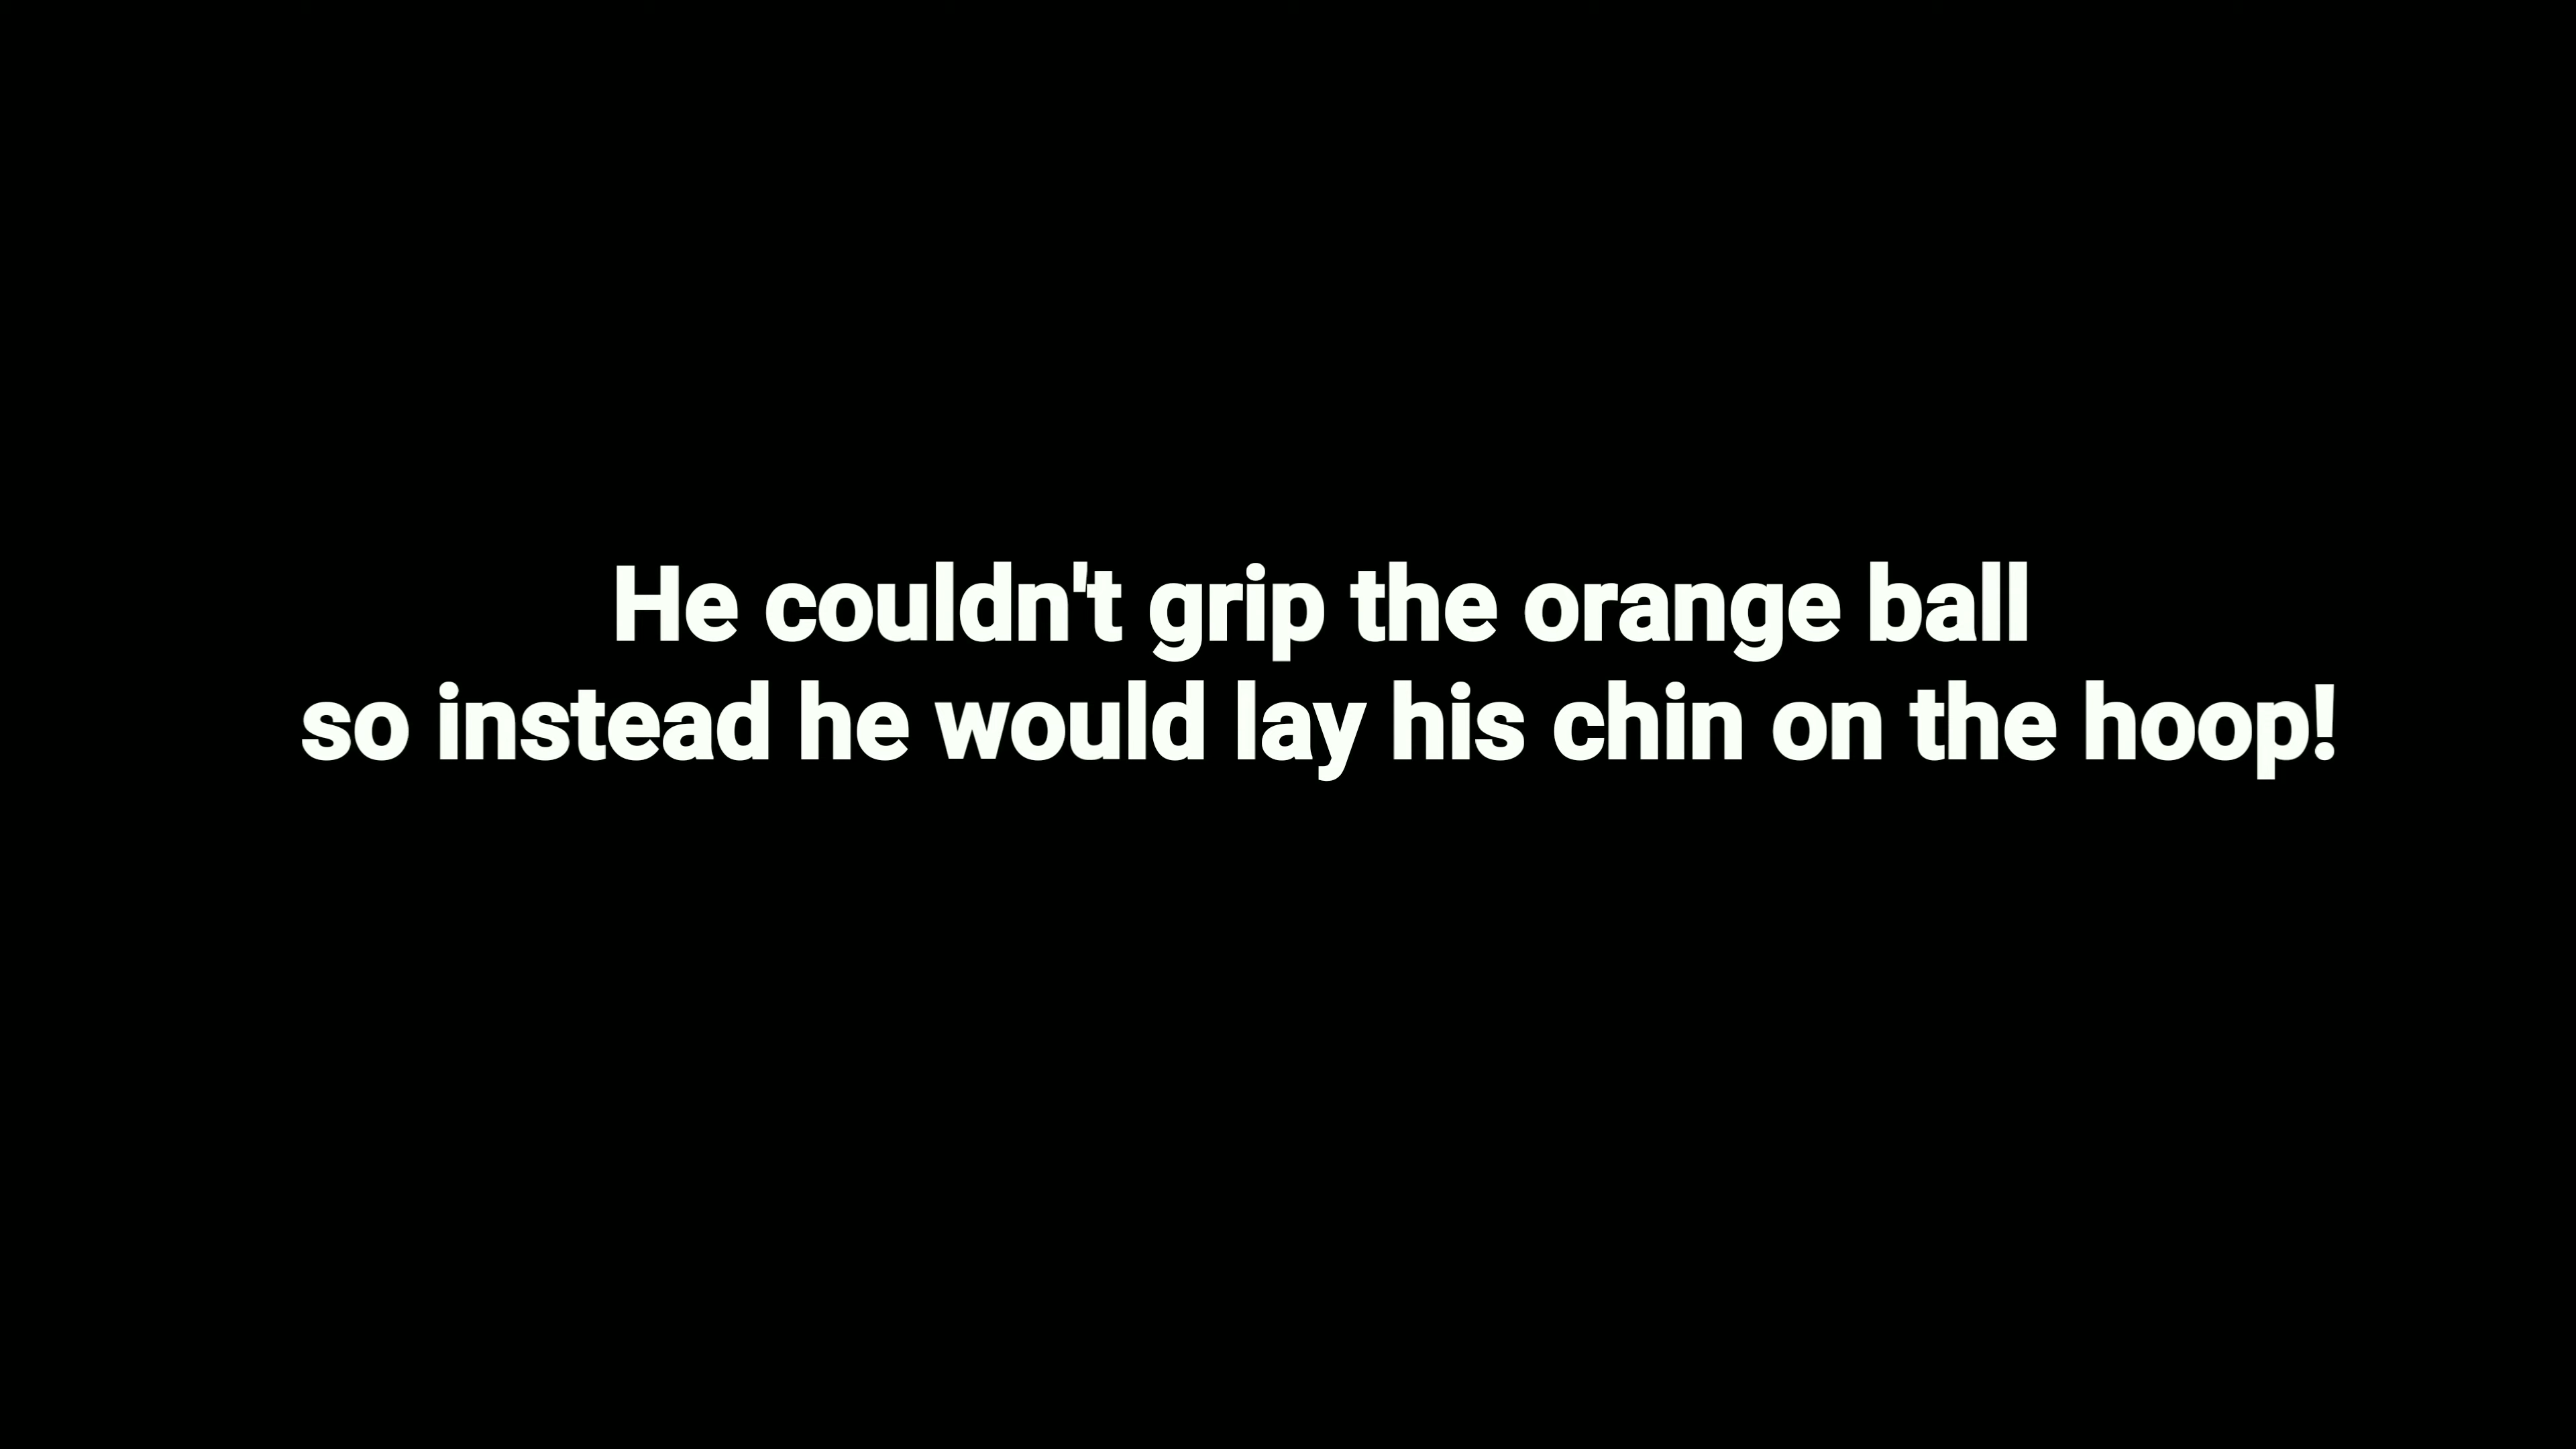 He couldn't grip the orange ball
so instead he would lay his chin on the hoop!